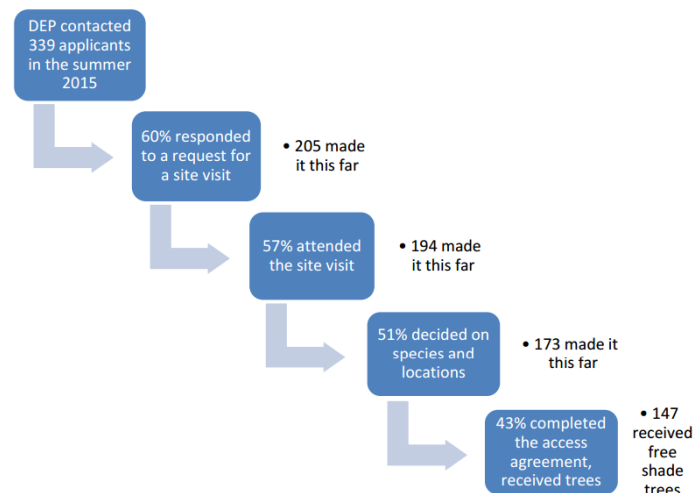 DEP contacted
339 applicants
in the summer
2015
60% responded
to a request for
a site visit
• 205 made
it this far
57% attended
the site visit
• 194 made
it this far
51% decided on
species and
locations
• 173 made it
this far
43% completed
the access
agreement,
received trees
• 147
received
free
shade
trees